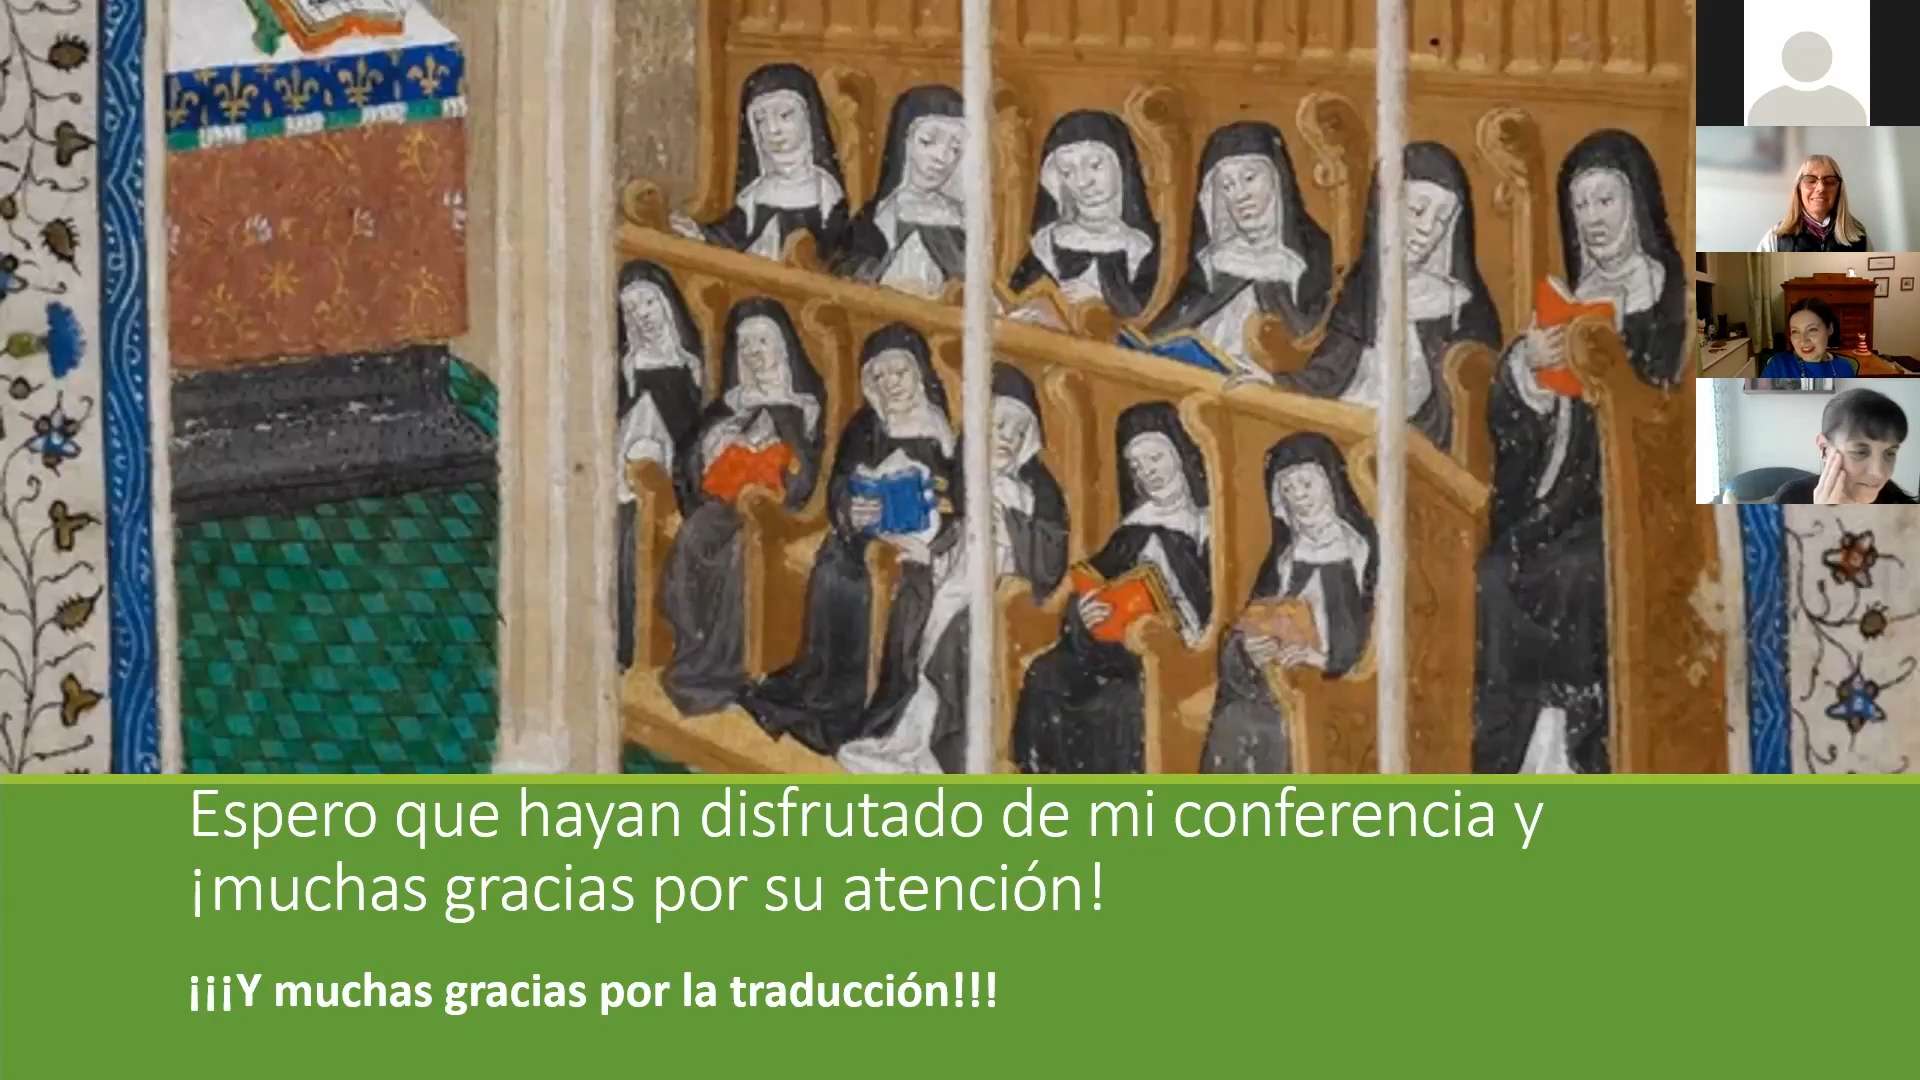 Espero que hayan disfrutado de mi conferencia y
¡muchas gracias por su atención!
¡¡¡Y muchas gracias por la traducción!!!